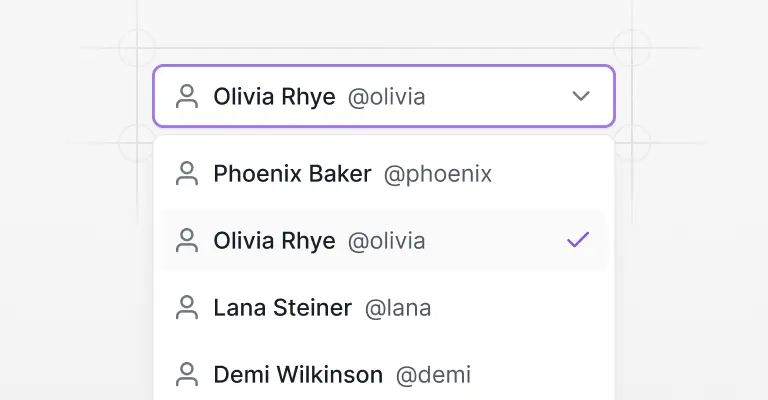 Olivia Rhye @olivia
Phoenix Baker @phoenix
Olivia Rhye @olivia
Lana Steiner @lana
Demi Wilkinson @demi